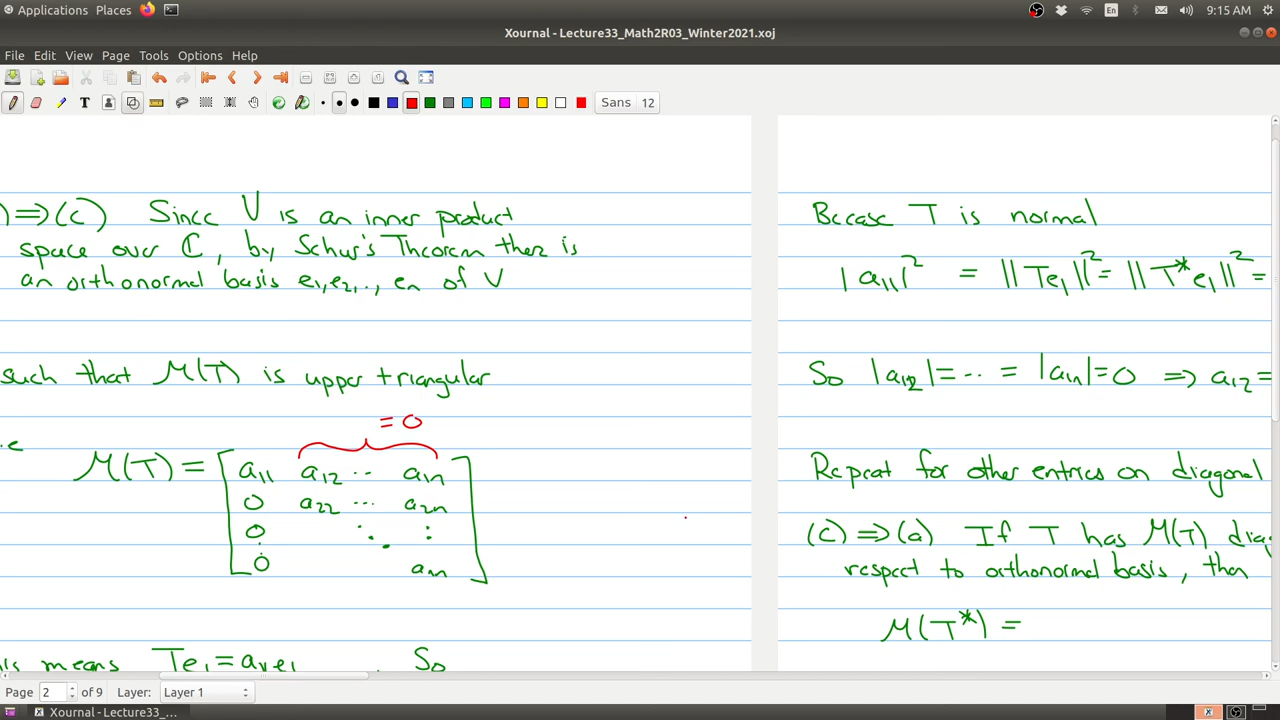 Applications Places En 9:15 AM
Xournal - Lecture33_Math2R03_Winter2021.xoj
File Edit View Page Tools Options Help
Sans 12
) ⟹ (c) Since V is an inner product
space over ℂ, by Schur's Theorem there is
an orthonormal basis e₁, e₂, .., eₙ of V
such that M(T) is upper triangular
= 0
.e M(T) = [ a₁₁ a₁₂ ... a₁ₙ
0 a₂₂ ... a₂ₙ
0 ⋱ :
:
0 aₙₙ ]
is means Te₁ = a₁₁e₁ . So
Becase T is normal
|a₁₁|² = ||Te₁||² = ||T*e₁||² =
So |a₁₂| = ... = |a₁ₙ| = 0 ⟹ a₁₂ =
Repeat for other entries on diagonal
(c) ⟹ (a) If T has M(T) diag
respect to orthonormal basis, then
M(T*) =
Page 2 of 9 Layer: Layer 1
Xournal - Lecture33_...